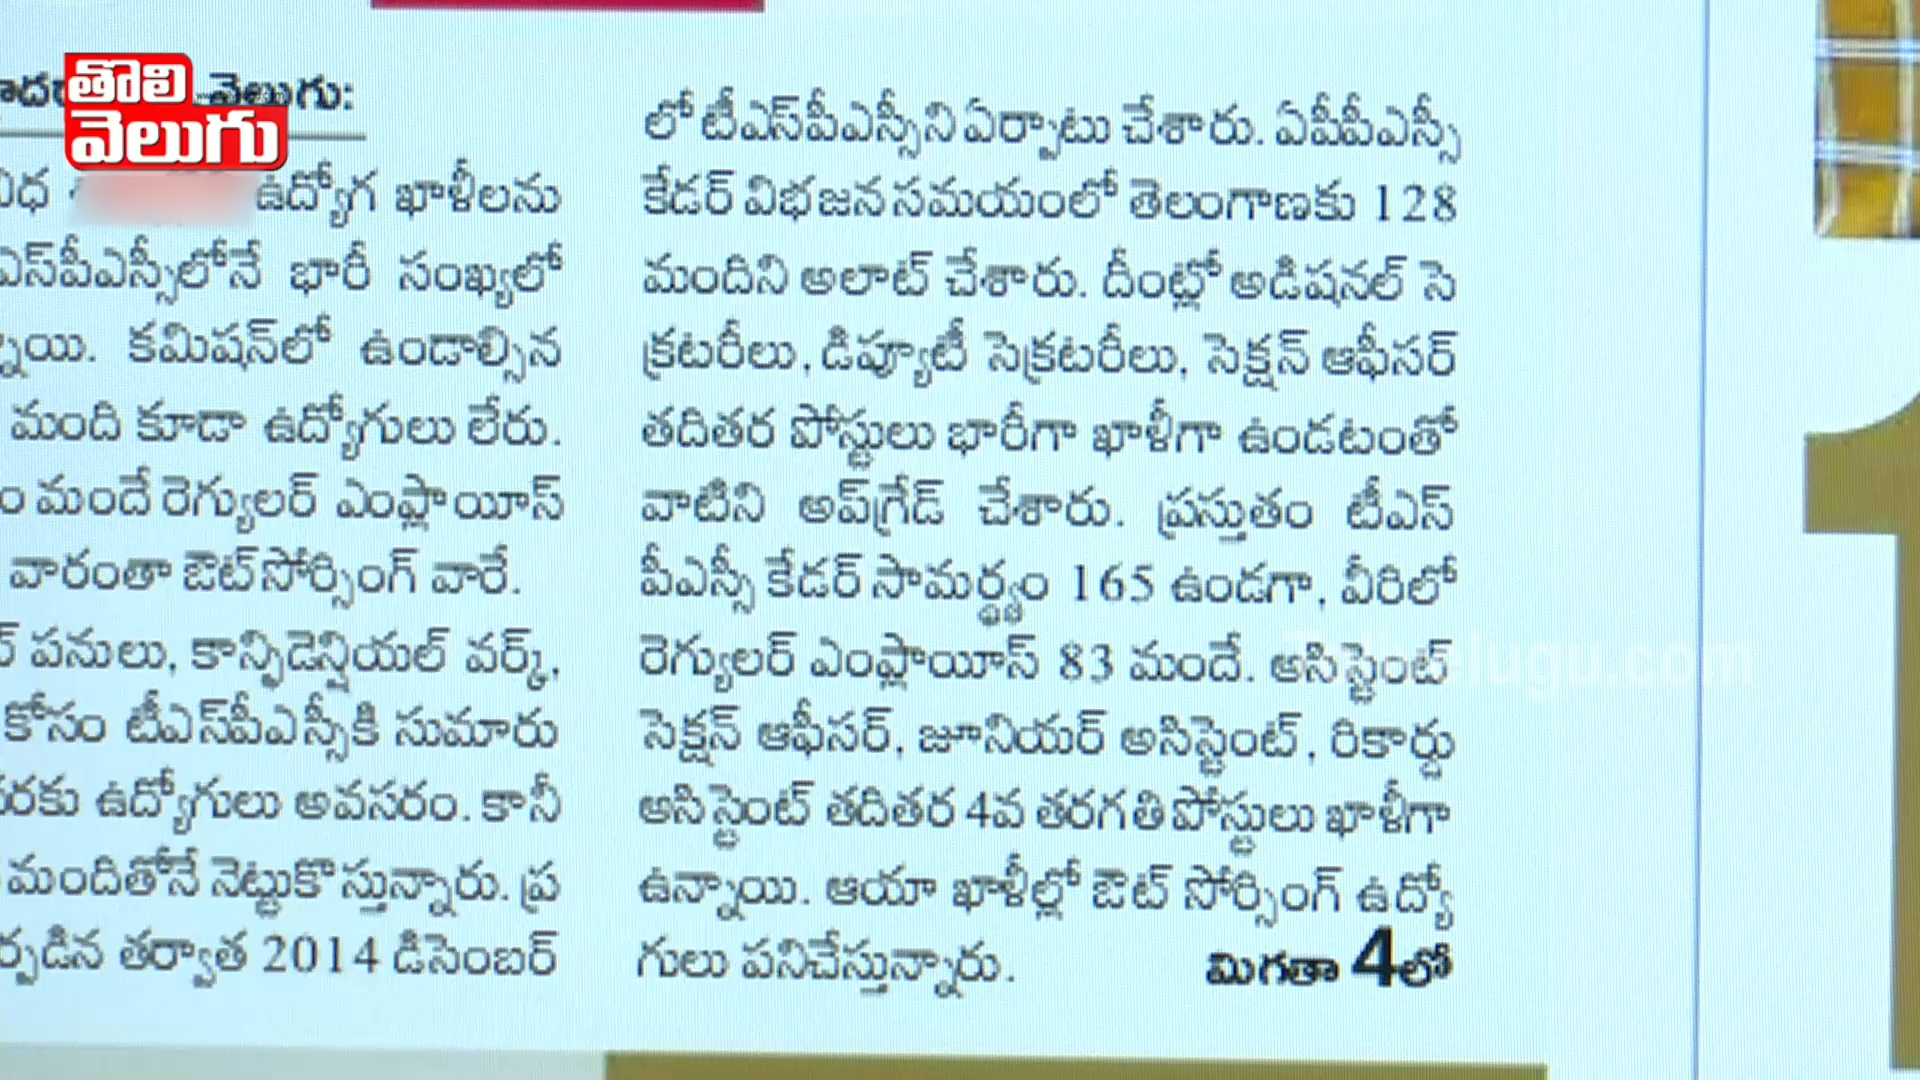 తొలి
వెలుగు
వెలుగు:
ఉద్యోగ ఖాళీలను
ఎస్‌పీఎస్సీలోనే భారీ సంఖ్యలో
కమిషన్‌లో ఉండాల్సిన
మంది కూడా ఉద్యోగులు లేరు.
మందే రెగ్యులర్ ఎంప్లాయీస్
వారంతా ఔట్‌సోర్సింగ్ వారే.
పనులు, కాన్ఫిడెన్షియల్ వర్క్,
కోసం టీఎస్‌పీఎస్సీకి సుమారు
ఉద్యోగులు అవసరం. కానీ
మందితోనే నెట్టుకొస్తున్నారు. ప్ర
తర్వాత 2014 డిసెంబర్
లో టీఎస్‌పీఎస్సీని ఏర్పాటు చేశారు. ఏపీపీఎస్సీ
కేడర్ విభజన సమయంలో తెలంగాణకు 128
మందిని అలాట్ చేశారు. దీంట్లో అడిషనల్ సె
క్రటరీలు, డిప్యూటీ సెక్రటరీలు, సెక్షన్ ఆఫీసర్
తదితర పోస్టులు భారీగా ఖాళీగా ఉండటంతో
వాటిని అప్‌గ్రేడ్ చేశారు. ప్రస్తుతం టీఎస్
పీఎస్సీ కేడర్ సామర్థ్యం 165 ఉండగా, వీరిలో
రెగ్యులర్ ఎంప్లాయీస్ 83 మందే. అసిస్టెంట్
సెక్షన్ ఆఫీసర్, జూనియర్ అసిస్టెంట్, రికార్డు
అసిస్టెంట్ తదితర 4వ తరగతి పోస్టులు ఖాళీగా
ఉన్నాయి. ఆయా ఖాళీల్లో ఔట్ సోర్సింగ్ ఉద్యో
గులు పనిచేస్తున్నారు.
మిగతా 4లో